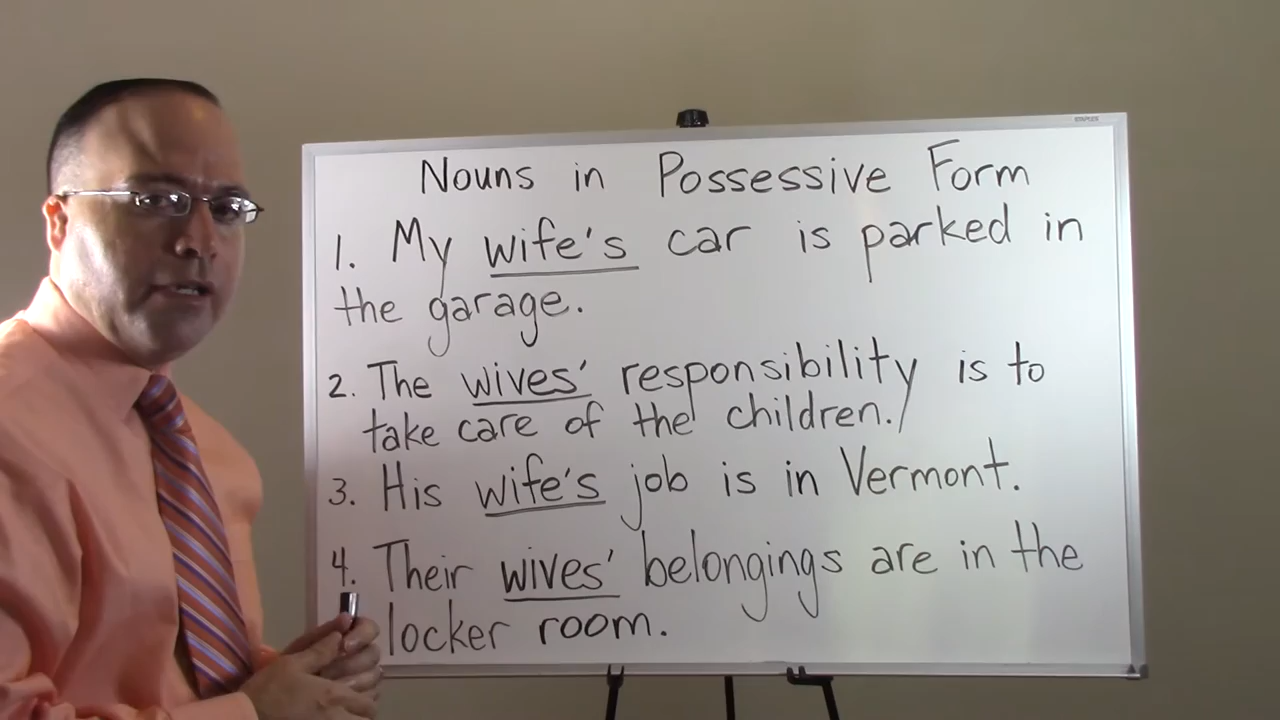 STAPLES
Nouns in Possessive Form
1. My wife's car is parked in
the garage.
2. The wives' responsibility is to
take care of the children.
3. His wife's job is in Vermont.
4. Their wives' belongings are in the
locker room.